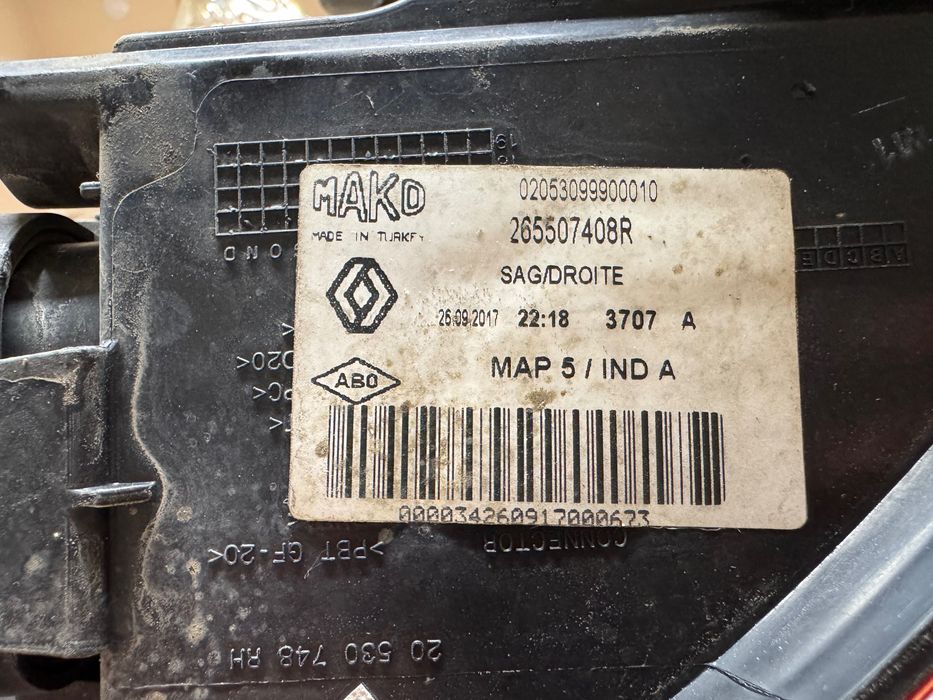 MAKO
MADE IN TURKEY
02053099900010
265507408R
SAG/DROITE
26.09.2017 22:18 3707 A
MAP 5 / IND A
ABO
000034260917000673
CONNECTOR
>PBT GF-20<
20 530 748 RH